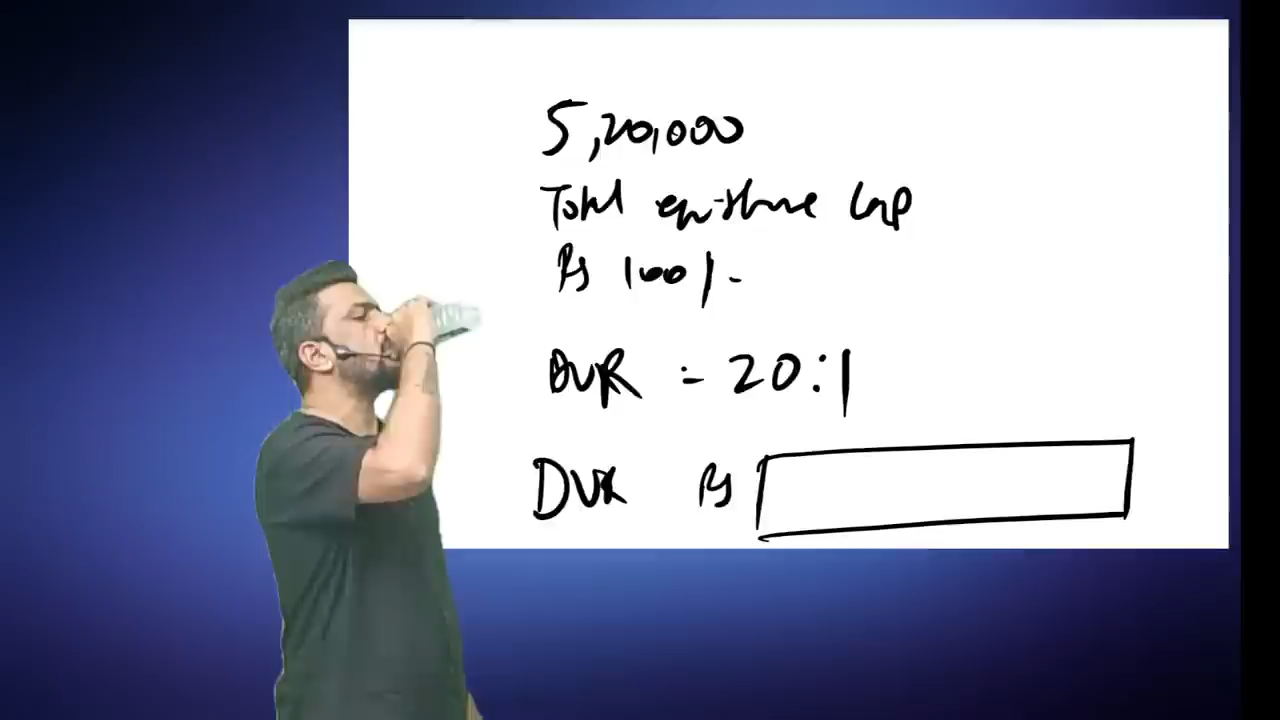 5,20,000
Total eq. share Cap
Rs 100/-
DVR = 20:1
DVR Rs